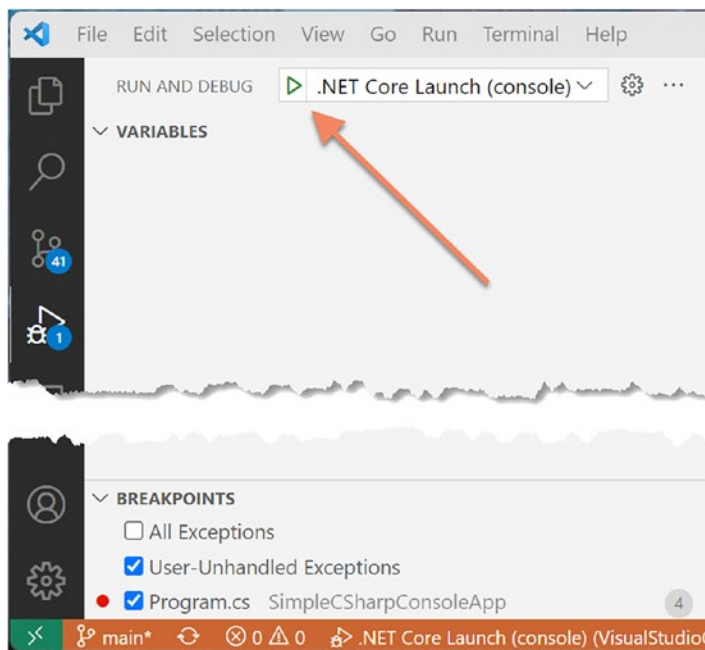 File Edit Selection View Go Run Terminal Help
RUN AND DEBUG .NET Core Launch (console)
VARIABLES
41
1
BREAKPOINTS
All Exceptions
User-Unhandled Exceptions
Program.cs SimpleCSharpConsoleApp 4
main* 0 0 .NET Core Launch (console) (VisualStudio